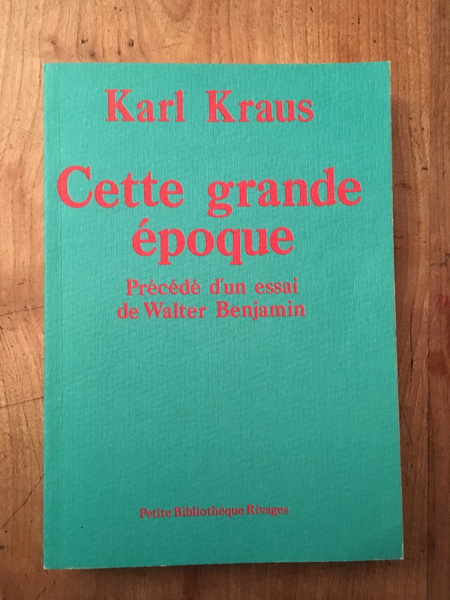 Karl Kraus
Cette grande
époque
Précédé d'un essai
de Walter Benjamin
Petite Bibliothèque Rivages